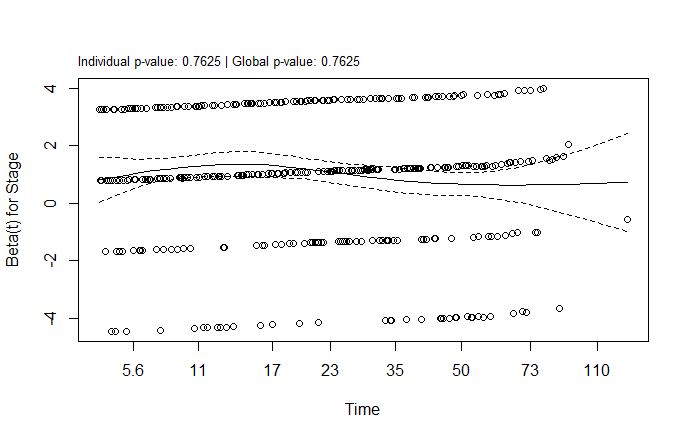 Individual p-value: 0.7625 | Global p-value: 0.7625
4
2
0
-2
-4
Beta(t) for Stage
5.6 11 17 23 35 50 73 110
Time